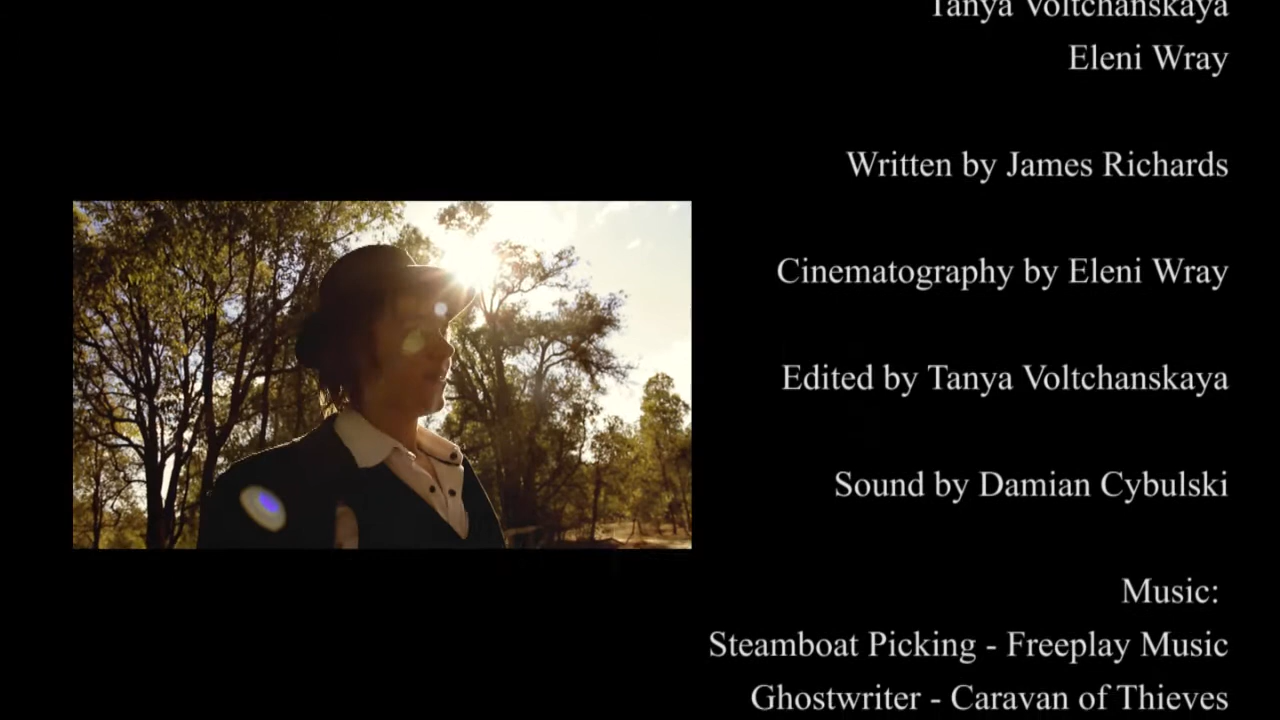 Tanya Voltchanskaya
Eleni Wray
Written by James Richards
Cinematography by Eleni Wray
Edited by Tanya Voltchanskaya
Sound by Damian Cybulski
Music:
Steamboat Picking - Freeplay Music
Ghostwriter - Caravan of Thieves